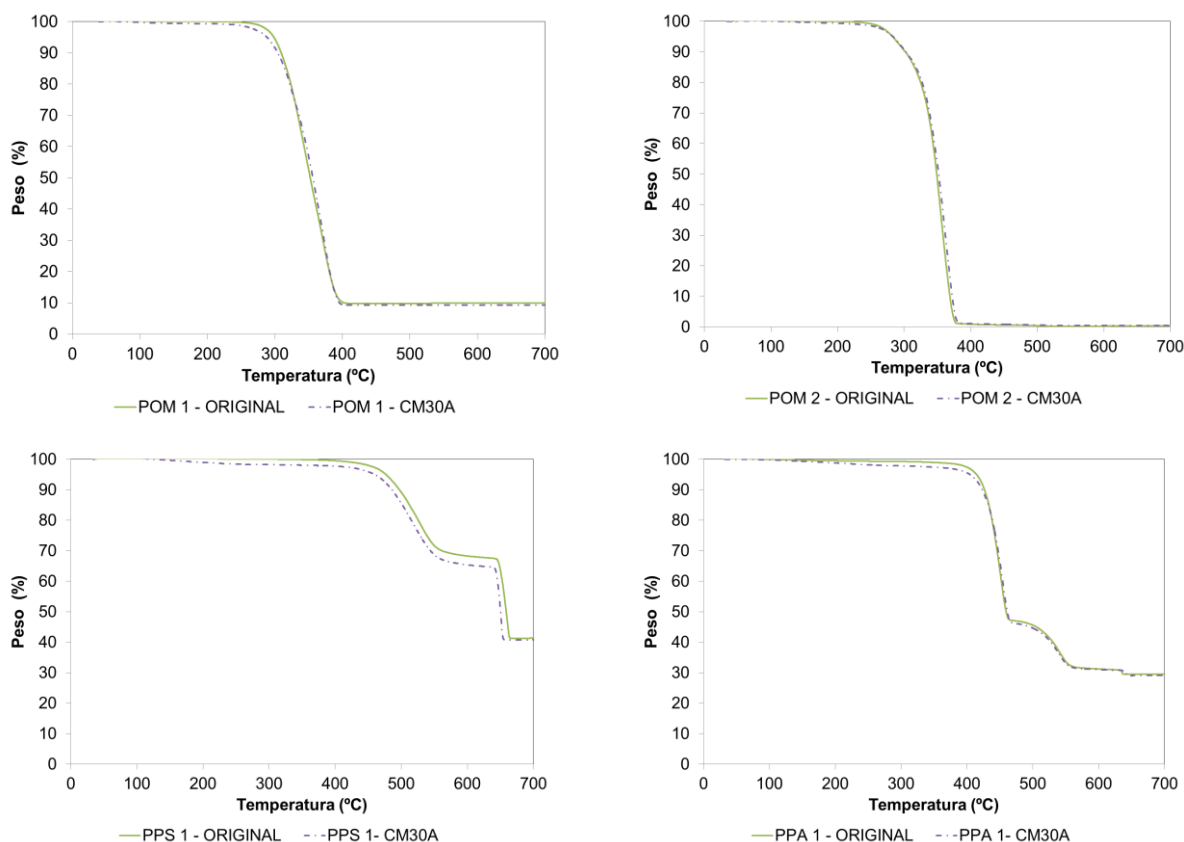 100
90
80
70
60
50
40
30
20
10
0
Peso (%)
0 100 200 300 400 500 600 700
Temperatura (ºC)
POM 1 - ORIGINAL POM 1 - CM30A
100
90
80
70
60
50
40
30
20
10
0
Peso (%)
0 100 200 300 400 500 600 700
Temperatura (ºC)
POM 2 - ORIGINAL POM 2 - CM30A
100
90
80
70
60
50
40
30
20
10
0
Peso (%)
0 100 200 300 400 500 600 700
Temperatura (ºC)
PPS 1 - ORIGINAL PPS 1- CM30A
100
90
80
70
60
50
40
30
20
10
0
Peso (%)
0 100 200 300 400 500 600 700
Temperatura (ºC)
PPA 1 - ORIGINAL PPA 1- CM30A